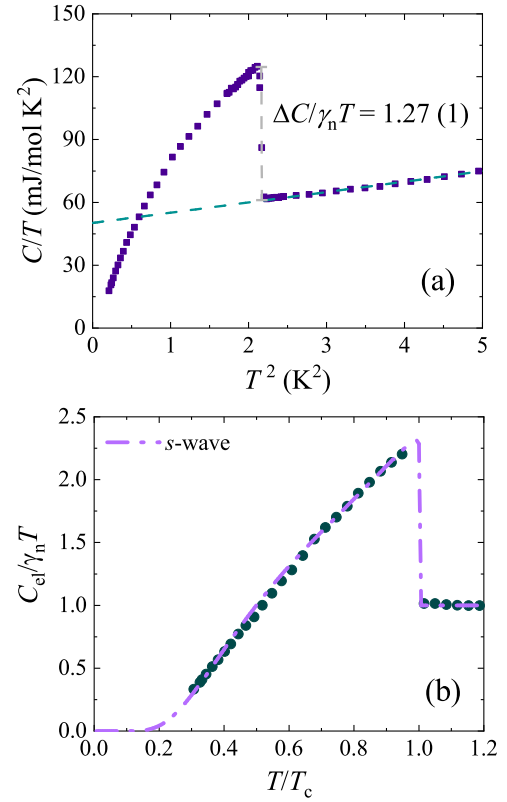 150
120
90
60
30
0
C/T (mJ/mol K²)
ΔC/γₙT = 1.27 (1)
(a)
0 1 2 3 4 5
T ² (K²)
2.5
2.0
1.5
1.0
0.5
0.0
C_el/γₙT
s-wave
(b)
0.0 0.2 0.4 0.6 0.8 1.0 1.2
T/T_c